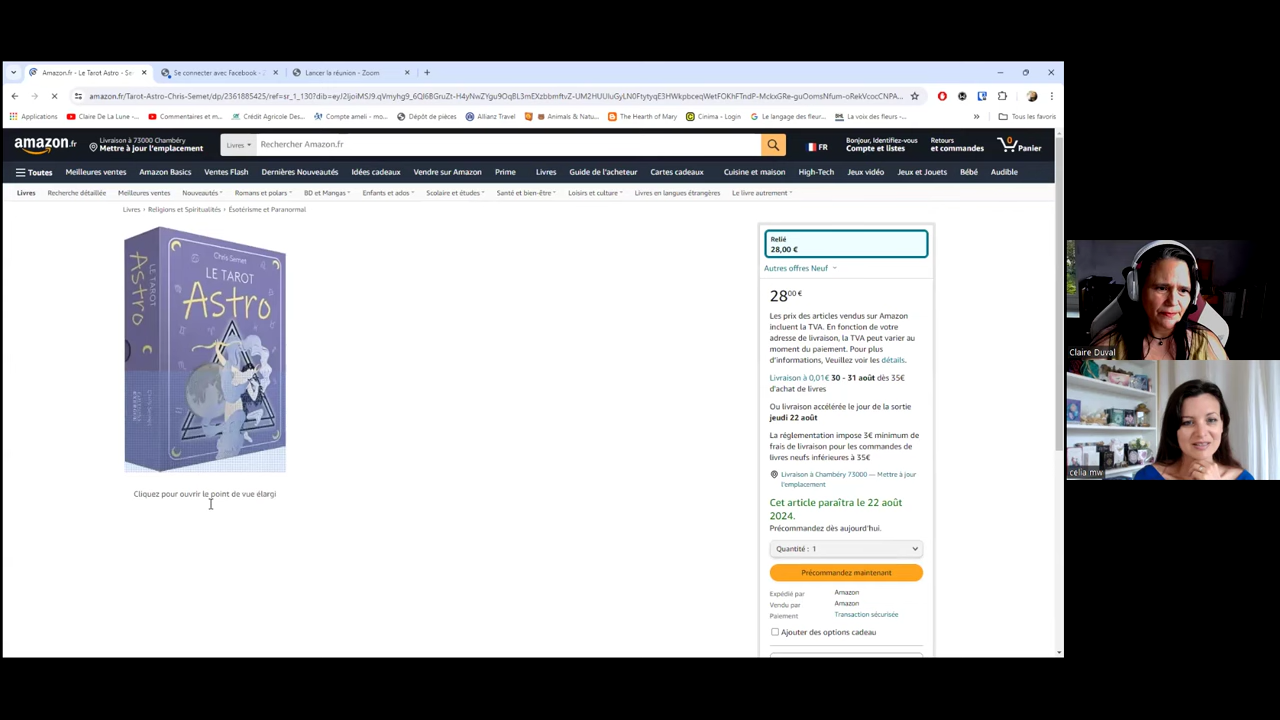 Amazon.fr - Le Tarot Astro - Se
Se connecter avec Facebook -
Lancer la réunion - Zoom
Applications
Claire De La Lune -
Commentaires et m...
Crédit Agricole Des...
Compte ameli - mo...
Dépôt de pièces
Allianz Travel
Animals & Natu...
The Hearth of Mary
Cinima - Login
Le langage des fleur...
La voix des fleurs -...
Tous les favoris
amazon.fr
Livraison à 73000 Chambéry
Mettre à jour l'emplacement
Livres
Rechercher Amazon.fr
FR
Bonjour, Identifiez-vous
Compte et listes
Retours
et commandes
0
Panier
Toutes
Meilleures ventes
Amazon Basics
Ventes Flash
Dernières Nouveautés
Idées cadeaux
Vendre sur Amazon
Prime
Livres
Guide de l'acheteur
Cartes cadeaux
Cuisine et maison
High-Tech
Jeux vidéo
Jeux et Jouets
Bébé
Audible
Livres
Recherche détaillée
Meilleures ventes
Nouveautés
Romans et polars
BD et Mangas
Enfants et ados
Scolaire et études
Santé et bien-être
Loisirs et culture
Livres en langues étrangères
Le livre autrement
Livres › Religions et Spiritualités › Ésotérisme et Paranormal
Chris Semet
LE TAROT
Astro
LE TAROT
Astro
Cliquez pour ouvrir le point de vue élargi
Relié
28,00 €
Autres offres Neuf
28,00 €
Les prix des articles vendus sur Amazon
incluent la TVA. En fonction de votre
adresse de livraison, la TVA peut varier au
moment du paiement. Pour plus
d'informations, Veuillez voir les détails.
Livraison à 0,01€ 30 - 31 août dès 35€
d'achat de livres
Ou livraison accélérée le jour de la sortie
jeudi 22 août
La réglementation impose 3€ minimum de
frais de livraison pour les commandes de
livres neufs inférieures à 35€
Livraison à Chambéry 73000 — Mettre à jour
l'emplacement
Cet article paraîtra le 22 août
2024.
Précommandez dès aujourd'hui.
Quantité : 1
Précommandez maintenant
Expédié par Amazon
Vendu par Amazon
Paiement Transaction sécurisée
Ajouter des options cadeau
Claire Duval
celia mw